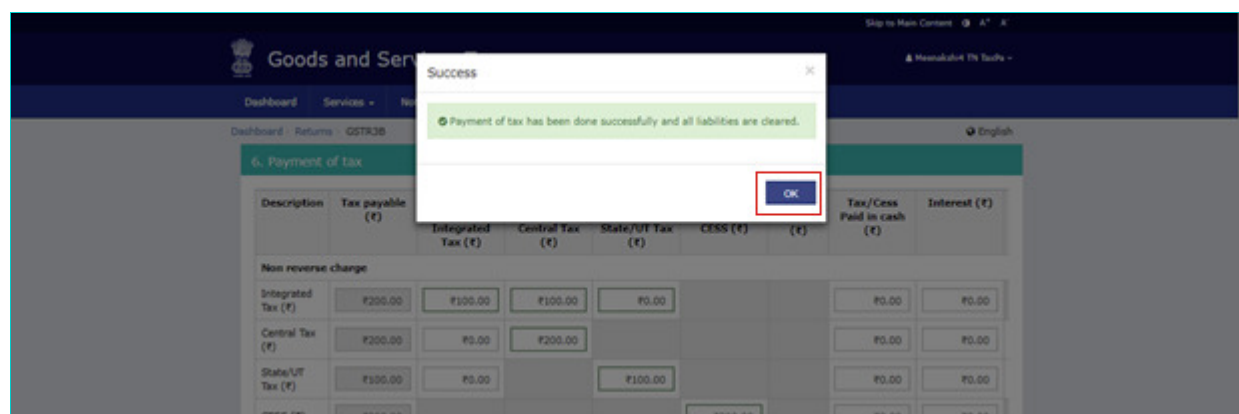 Skip to Main Content A+ A-
Goods and Serv
Dashboard Services Not
Dashboard Returns GSTR3B English
Success ×
Payment of tax has been done successfully and all liabilities are cleared.
OK
6. Payment of tax
Description Tax payable (₹) Integrated Tax (₹) Central Tax (₹) State/UT Tax (₹) CESS (₹) (₹) Tax/Cess Paid in cash (₹) Interest (₹)
Non reverse charge
Integrated Tax (₹) ₹200.00 ₹100.00 ₹100.00 ₹0.00 ₹0.00 ₹0.00
Central Tax (₹) ₹200.00 ₹0.00 ₹200.00 ₹0.00 ₹0.00
State/UT Tax (₹) ₹100.00 ₹0.00 ₹100.00 ₹0.00 ₹0.00